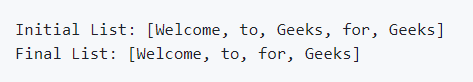 Initial List: [Welcome, to, Geeks, for, Geeks]
Final List: [Welcome, to, for, Geeks]